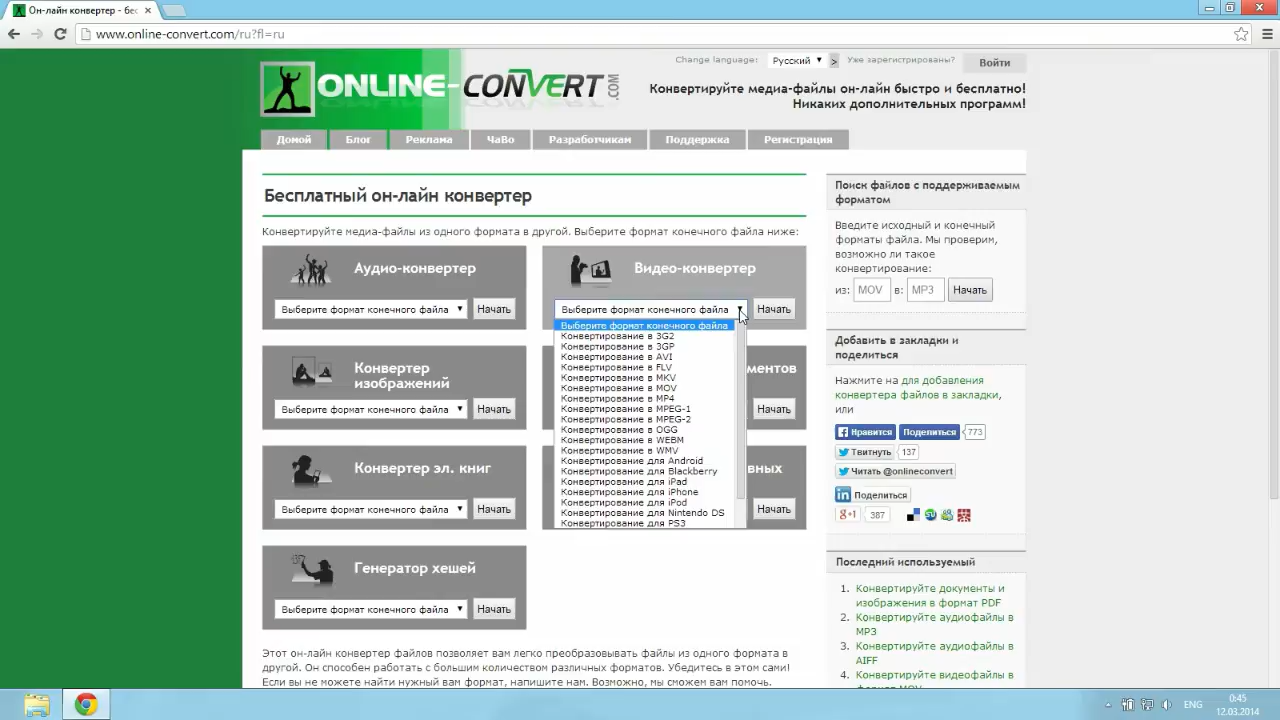 Он-лайн конвертер - бес
www.online-convert.com/ru?fl=ru
Change language: Русский > Уже зарегистрированы? Войти
ONLINE-CONVERT.COM
Конвертируйте медиа-файлы он-лайн быстро и бесплатно!
Никаких дополнительных программ!
Домой Блог Реклама ЧаВо Разработчикам Поддержка Регистрация
Бесплатный он-лайн конвертер
Конвертируйте медиа-файлы из одного формата в другой. Выберите формат конечного файла ниже:
Аудио-конвертер
Выберите формат конечного файла Начать
Видео-конвертер
Выберите формат конечного файла Начать
Выберите формат конечного файла
Конвертирование в 3G2
Конвертирование в 3GP
Конвертирование в AVI
Конвертирование в FLV
Конвертирование в MKV
Конвертирование в MOV
Конвертирование в MP4
Конвертирование в MPEG-1
Конвертирование в MPEG-2
Конвертирование в OGG
Конвертирование в WEBM
Конвертирование в WMV
Конвертирование для Android
Конвертирование для Blackberry
Конвертирование для iPad
Конвертирование для iPhone
Конвертирование для iPod
Конвертирование для Nintendo DS
Конвертирование для PS3
Конвертер
изображений
Выберите формат конечного файла Начать
ментов
Начать
Конвертер эл. книг
Выберите формат конечного файла Начать
вных
Начать
Генератор хешей
Выберите формат конечного файла Начать
Этот он-лайн конвертер файлов позволяет вам легко преобразовывать файлы из одного формата в
другой. Он способен работать с большим количеством различных форматов. Убедитесь в этом сами!
Если вы не можете найти нужный вам формат, напишите нам. Возможно, мы сможем вам помочь.
Поиск файлов с поддерживаемым
форматом
Введите исходный и конечный
форматы файла. Мы проверим,
возможно ли такое
конвертирование:
из: MOV в: MP3 Начать
Добавить в закладки и
поделиться
Нажмите на для добавления
конвертера файлов в закладки,
или
Нравится Поделиться 773
Твитнуть 137
Читать @onlineconvert
in Поделиться
g+1 387
Последний используемый
1. Конвертируйте документы и
изображения в формат PDF
2. Конвертируйте аудиофайлы в
MP3
3. Конвертируйте аудиофайлы в
AIFF
4. Конвертируйте видеофайлы в
формат MOV
ENG
0:45
12.03.2014